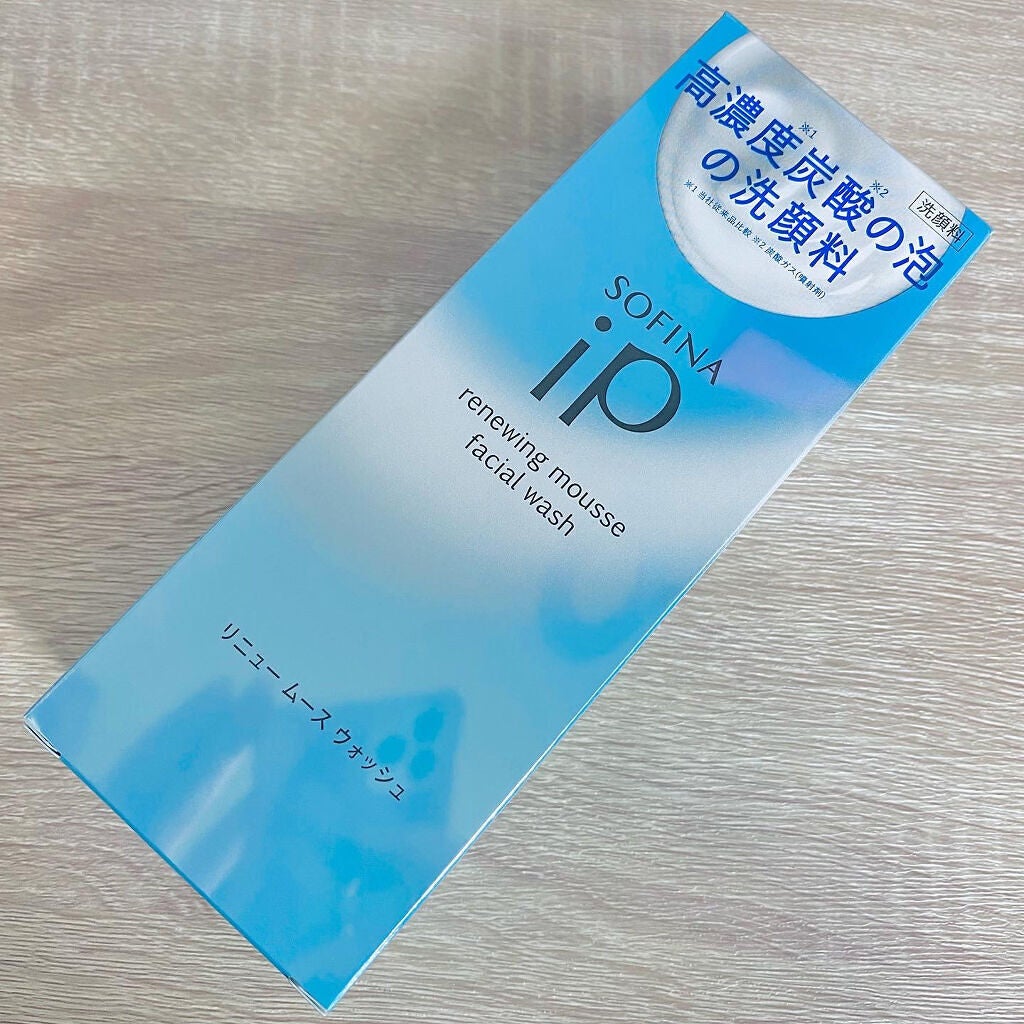 高濃度※1炭酸※2の泡
の洗顔料
※1 当社従来品比較 ※2 炭酸ガス(噴射剤)
洗顔料
SOFINA
iP
renewing mousse
facial wash
リニュー ムース ウォッシュ